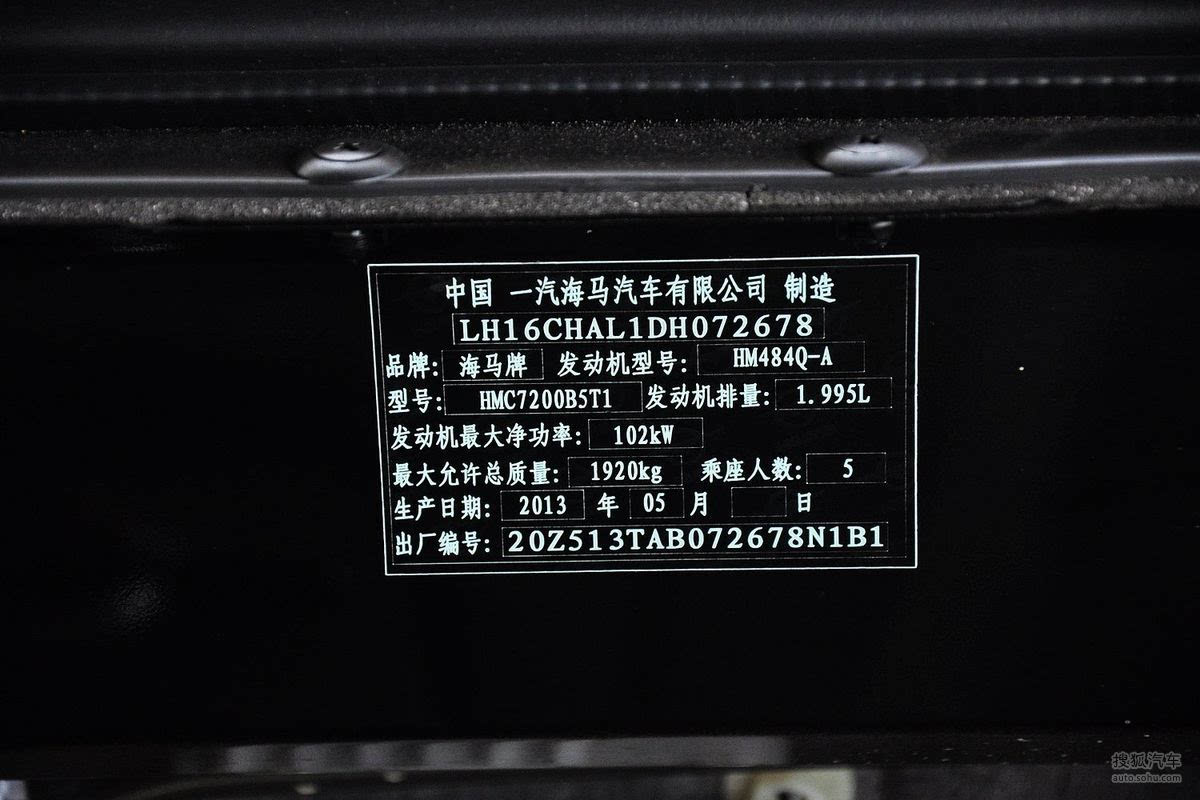 中国 一汽海马汽车有限公司 制造
LH16CHAL1DH072678
品牌: 海马牌 发动机型号: HM484Q-A
型号: HMC7200B5T1 发动机排量: 1.995L
发动机最大净功率: 102kW
最大允许总质量: 1920kg 乘座人数: 5
生产日期: 2013 年 05 月 日
出厂编号: 20Z513TAB072678N1B1
搜狐汽车
auto.sohu.com